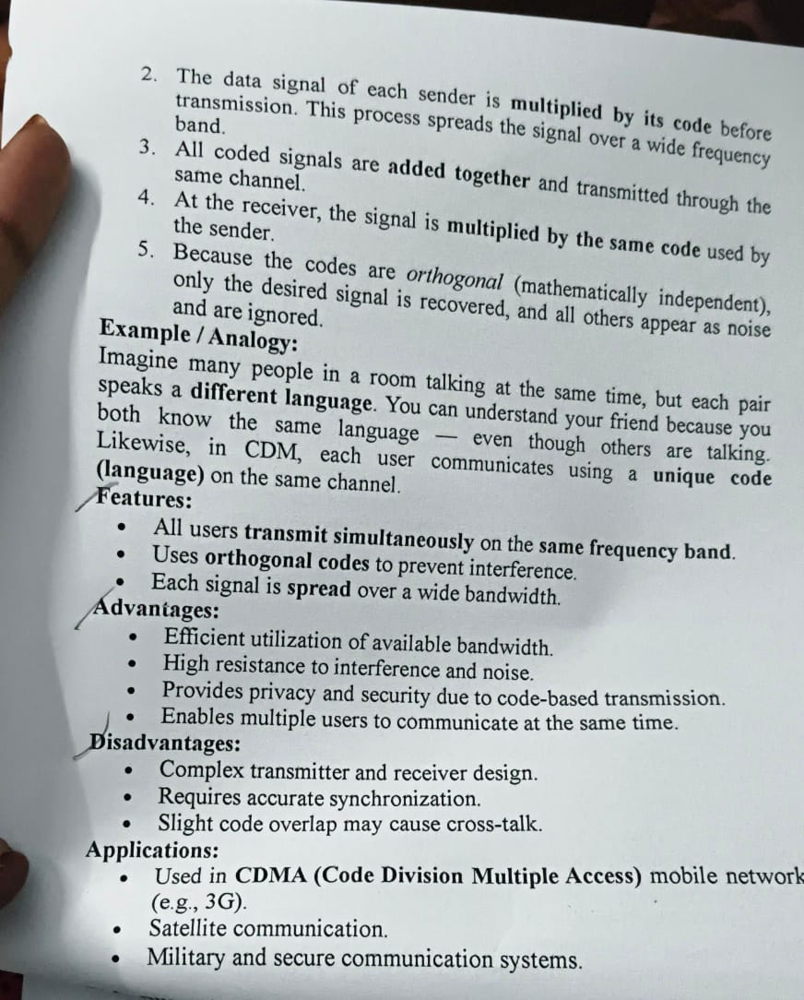 2. The data signal of each sender is multiplied by its code before
transmission. This process spreads the signal over a wide frequency
band.
3. All coded signals are added together and transmitted through the
same channel.
4. At the receiver, the signal is multiplied by the same code used by
the sender.
5. Because the codes are orthogonal (mathematically independent),
only the desired signal is recovered, and all others appear as noise
and are ignored.
Example / Analogy:
Imagine many people in a room talking at the same time, but each pair
speaks a different language. You can understand your friend because you
both know the same language — even though others are talking.
Likewise, in CDM, each user communicates using a unique code
(language) on the same channel.
Features:
• All users transmit simultaneously on the same frequency band.
• Uses orthogonal codes to prevent interference.
• Each signal is spread over a wide bandwidth.
Advantages:
• Efficient utilization of available bandwidth.
• High resistance to interference and noise.
• Provides privacy and security due to code-based transmission.
• Enables multiple users to communicate at the same time.
Disadvantages:
• Complex transmitter and receiver design.
• Requires accurate synchronization.
• Slight code overlap may cause cross-talk.
Applications:
• Used in CDMA (Code Division Multiple Access) mobile network
(e.g., 3G).
• Satellite communication.
• Military and secure communication systems.